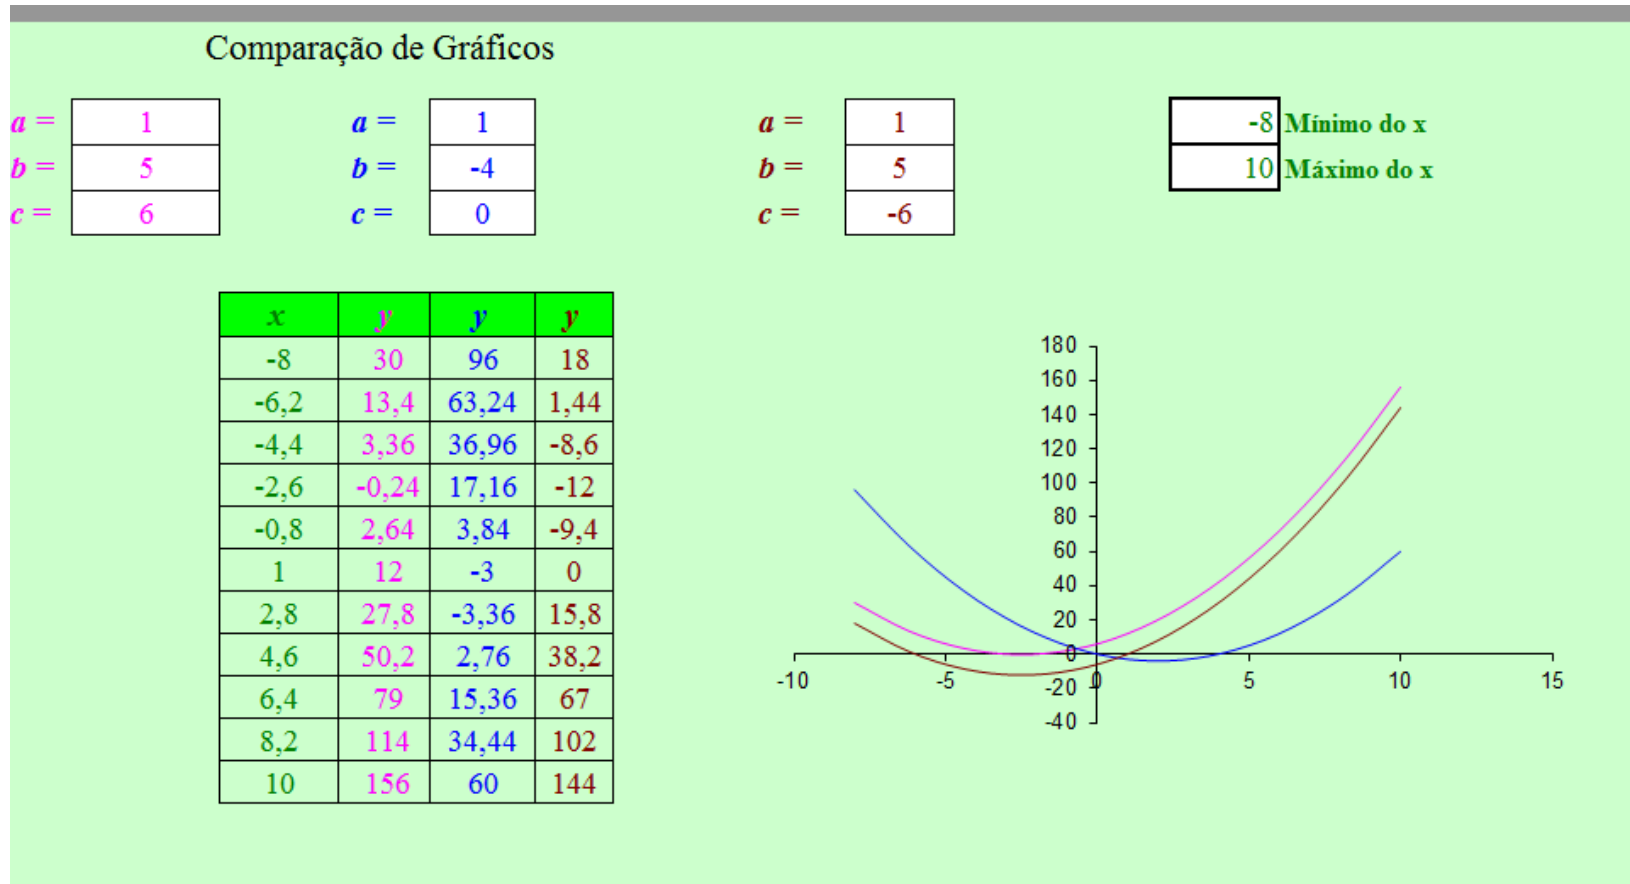 Comparação de Gráficos
a = 1 a = 1 a = 1 -8 Mínimo do x
b = 5 b = -4 b = 5 10 Máximo do x
c = 6 c = 0 c = -6
x y y y
-8 30 96 18
-6,2 13,4 63,24 1,44
-4,4 3,36 36,96 -8,6
-2,6 -0,24 17,16 -12
-0,8 2,64 3,84 -9,4
1 12 -3 0
2,8 27,8 -3,36 15,8
4,6 50,2 2,76 38,2
6,4 79 15,36 67
8,2 114 34,44 102
10 156 60 144
180
160
140
120
100
80
60
40
20
0
-20
-40
-10 -5 0 5 10 15